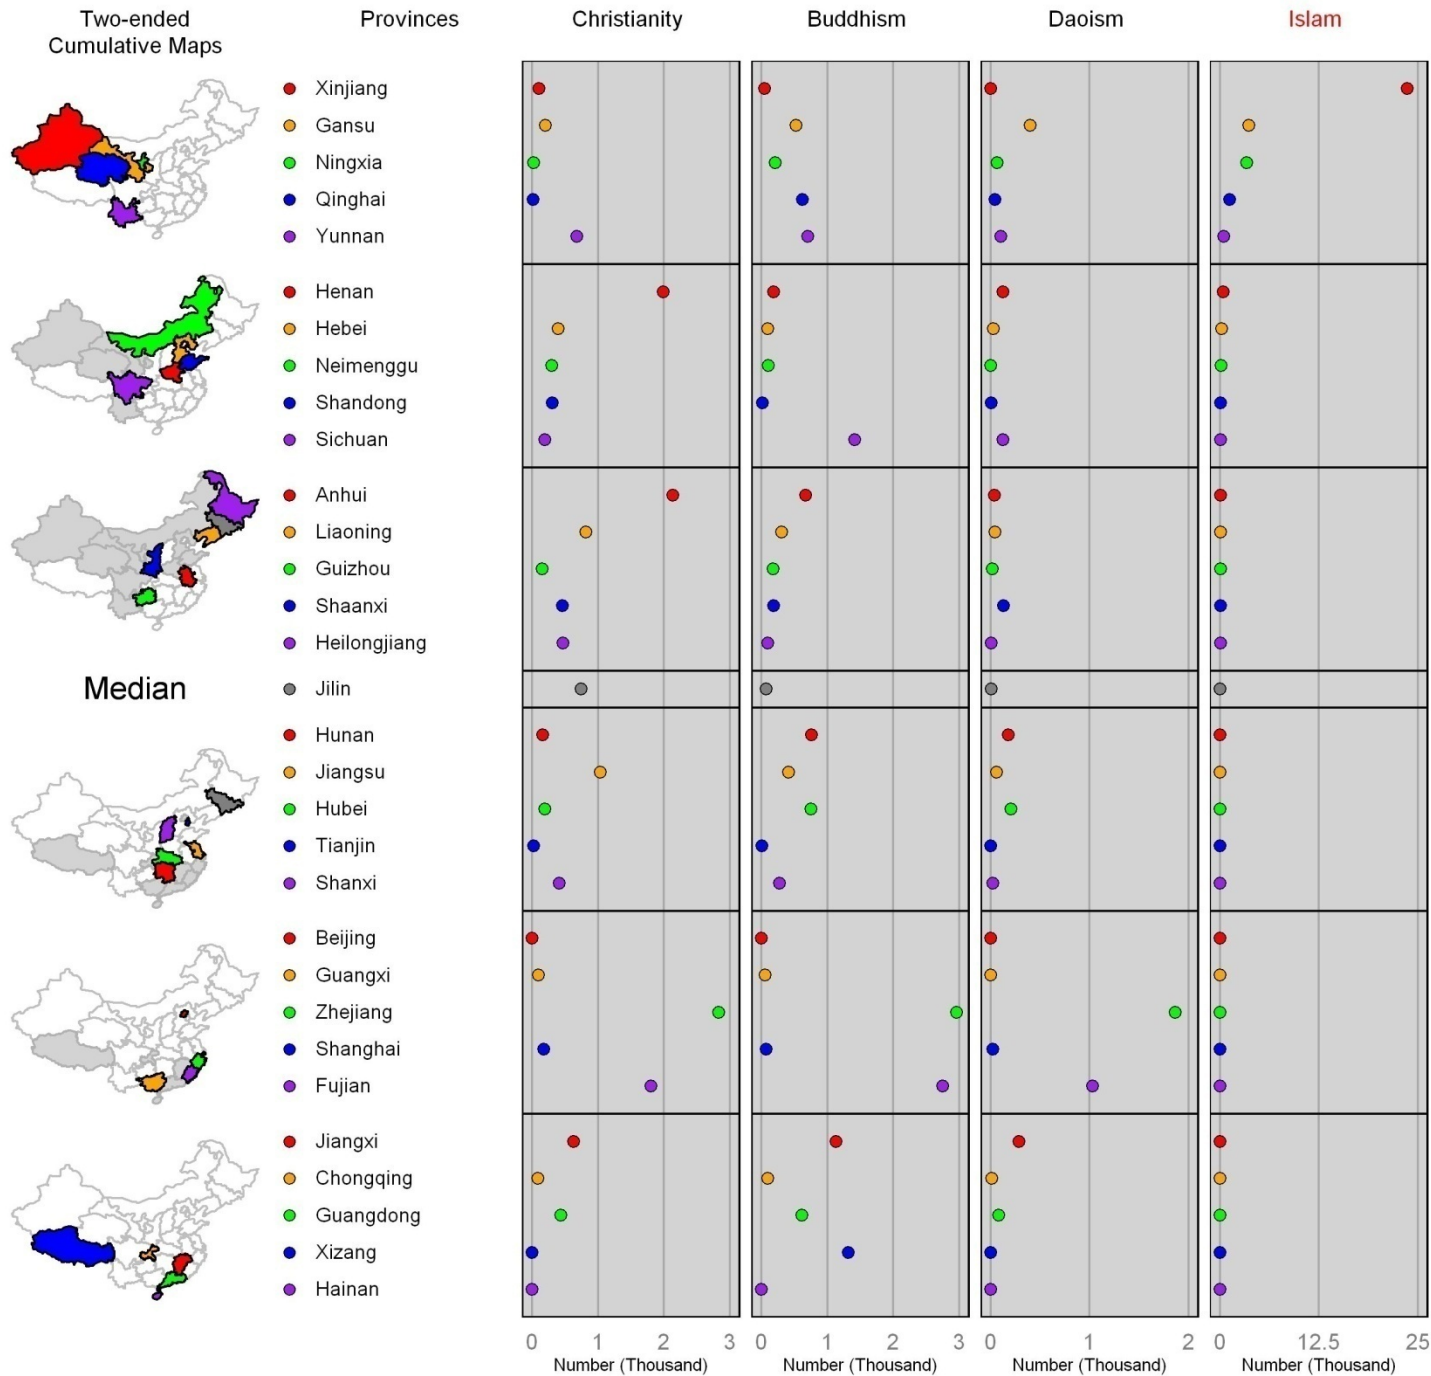 Two-ended
Cumulative Maps
Provinces
Christianity
Buddhism
Daoism
Islam
Xinjiang
Gansu
Ningxia
Qinghai
Yunnan
Henan
Hebei
Neimenggu
Shandong
Sichuan
Anhui
Liaoning
Guizhou
Shaanxi
Heilongjiang
Median
Jilin
Hunan
Jiangsu
Hubei
Tianjin
Shanxi
Beijing
Guangxi
Zhejiang
Shanghai
Fujian
Jiangxi
Chongqing
Guangdong
Xizang
Hainan
0 1 2 3
Number (Thousand)
0 1 2 3
Number (Thousand)
0 1 2
Number (Thousand)
0 12.5 25
Number (Thousand)